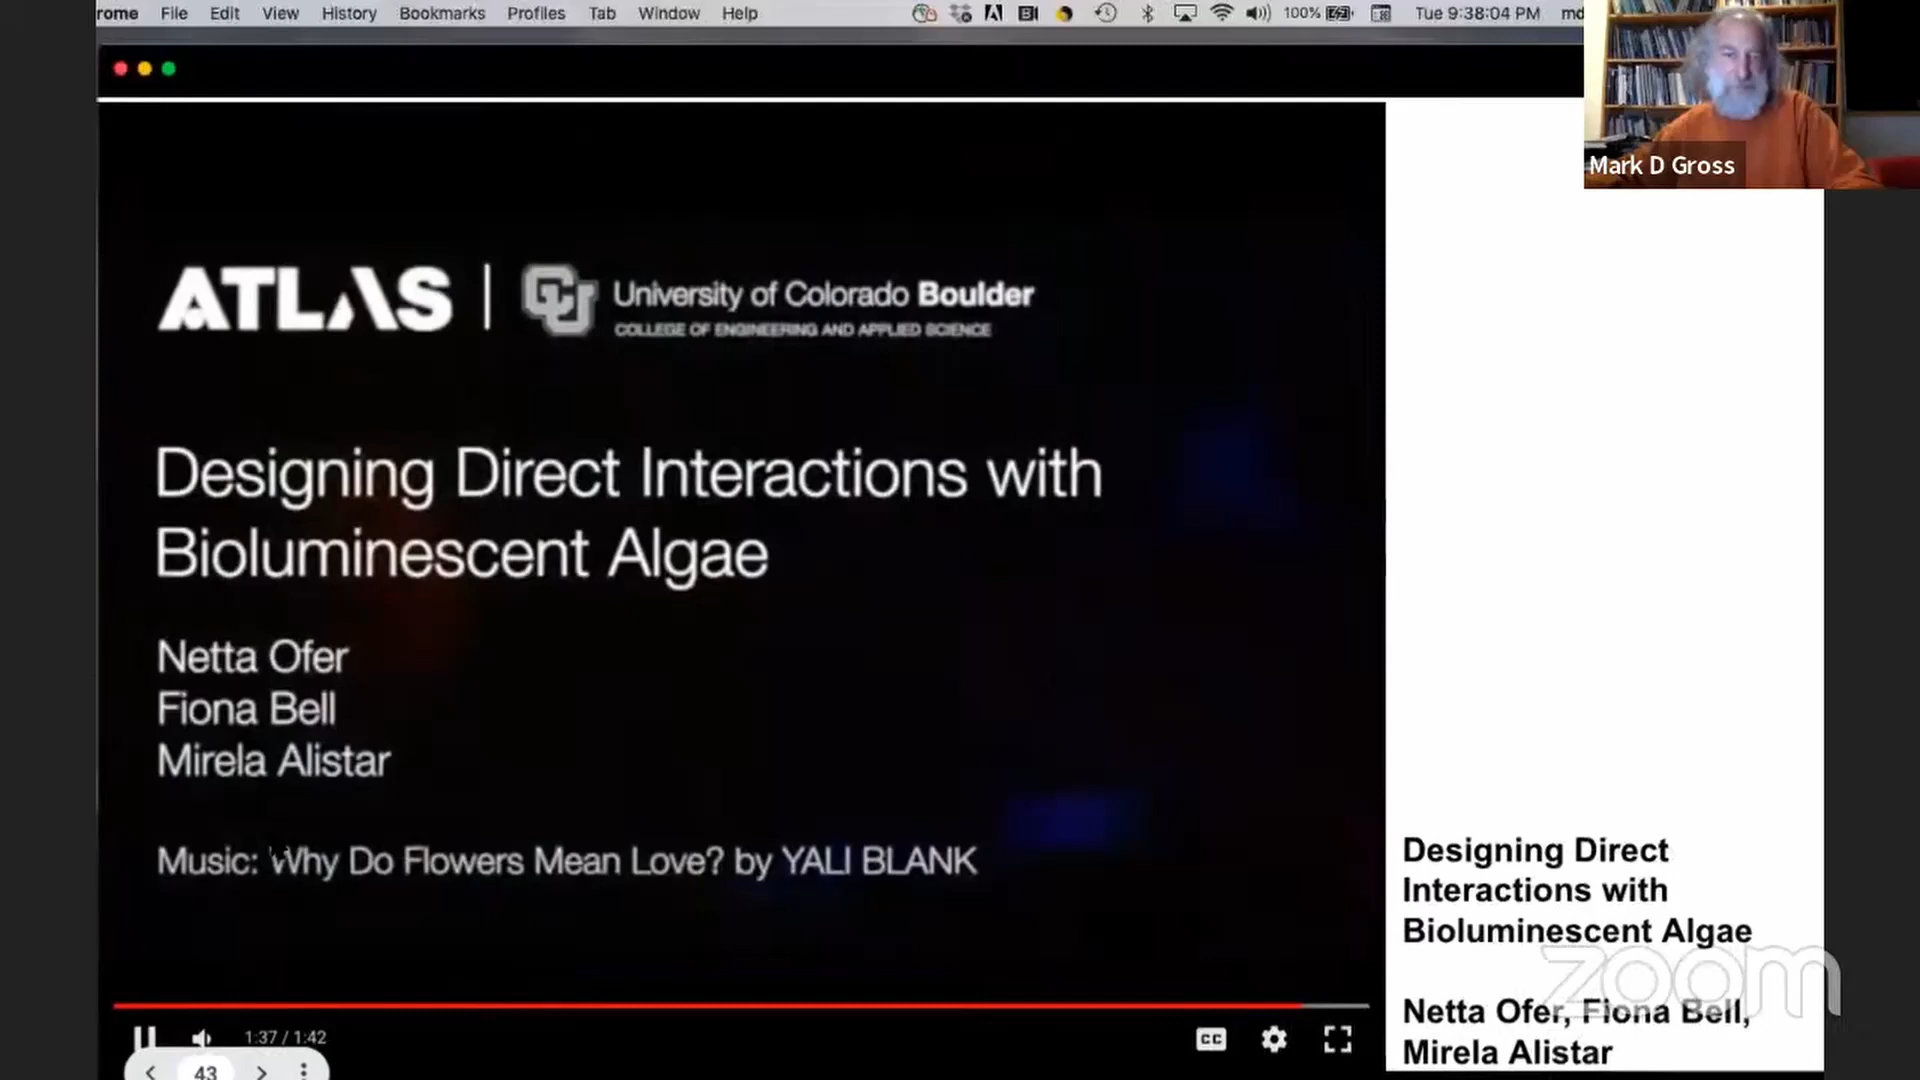 rome File Edit View History Bookmarks Profiles Tab Window Help 100% Tue 9:38:04 PM md
Mark D Gross
ATLAS | CU University of Colorado Boulder
COLLEGE OF ENGINEERING AND APPLIED SCIENCE
Designing Direct Interactions with
Bioluminescent Algae
Netta Ofer
Fiona Bell
Mirela Alistar
Music: Why Do Flowers Mean Love? by YALI BLANK
1:37 / 1:42
CC
43
Designing Direct
Interactions with
Bioluminescent Algae
zoom
Netta Ofer, Fiona Bell,
Mirela Alistar